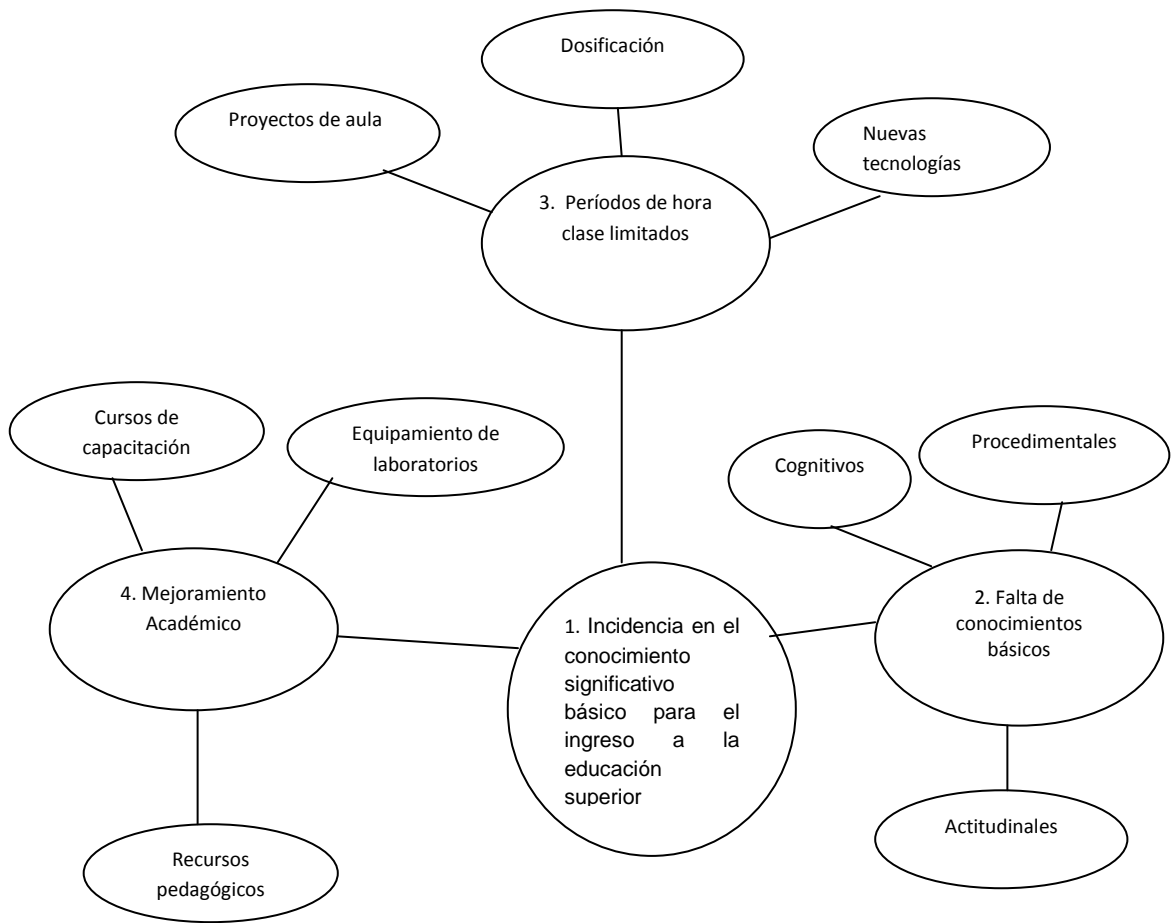 Dosificación
Proyectos de aula
Nuevas
tecnologías
3. Períodos de hora
clase limitados
Cursos de
capacitación
Equipamiento de
laboratorios
Cognitivos
Procedimentales
4. Mejoramiento
Académico
2. Falta de
conocimientos
básicos
1. Incidencia en el
conocimiento
significativo
básico para el
ingreso a la
educación
superior
Actitudinales
Recursos
pedagógicos